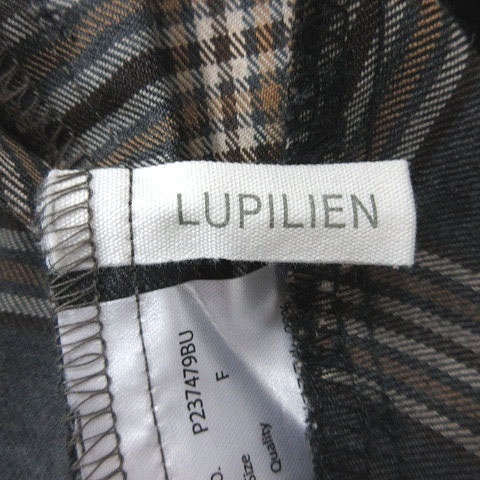 LUPILIEN
P237479BU
F
Size
Quality